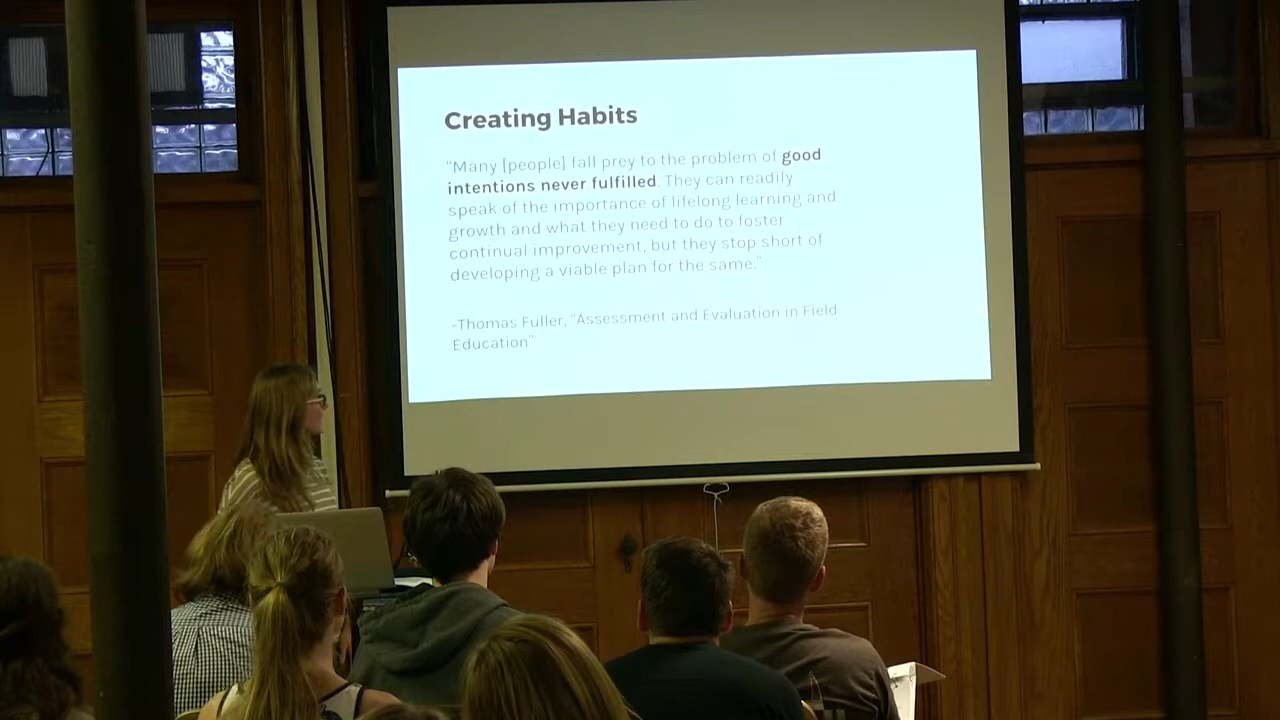 Creating Habits
"Many [people] fall prey to the problem of good
intentions never fulfilled. They can readily
speak of the importance of lifelong learning and
growth and what they need to do to foster
continual improvement, but they stop short of
developing a viable plan for the same."
-Thomas Fuller, "Assessment and Evaluation in Field
Education"